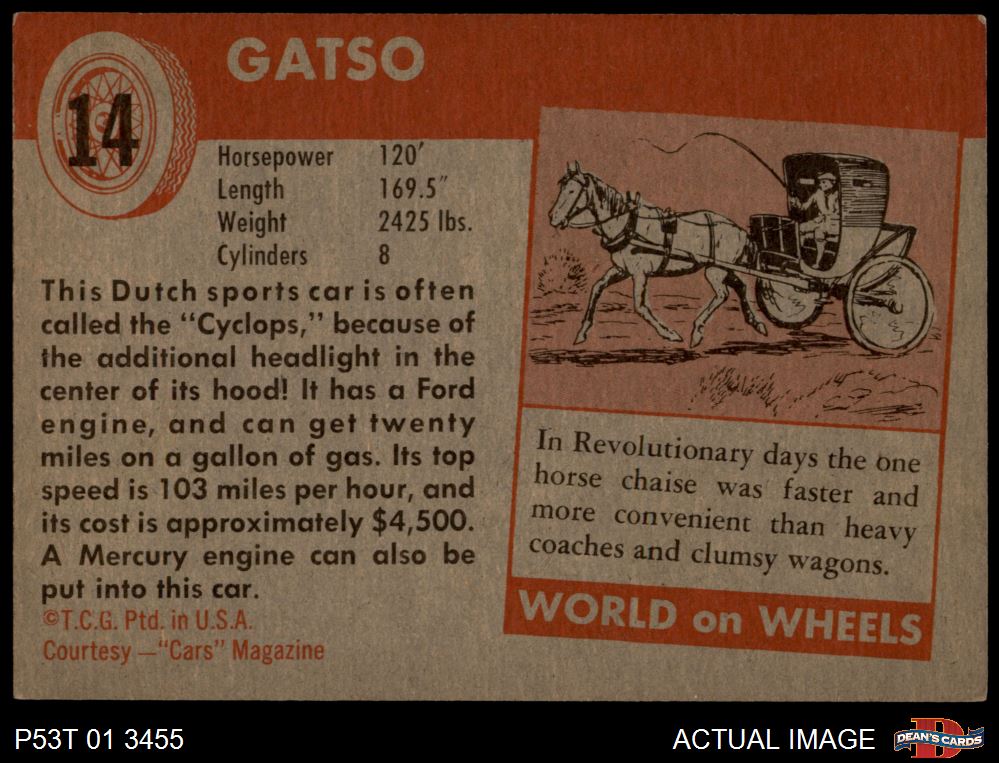 14
GATSO
Horsepower 120′
Length 169.5″
Weight 2425 lbs.
Cylinders 8
This Dutch sports car is often
called the "Cyclops," because of
the additional headlight in the
center of its hood! It has a Ford
engine, and can get twenty
miles on a gallon of gas. Its top
speed is 103 miles per hour, and
its cost is approximately $4,500.
A Mercury engine can also be
put into this car.
©T.C.G. Ptd. in U.S.A.
Courtesy —"Cars" Magazine
In Revolutionary days the one
horse chaise was faster and
more convenient than heavy
coaches and clumsy wagons.
WORLD on WHEELS
P53T 01 3455
ACTUAL IMAGE
DEAN'S CARDS